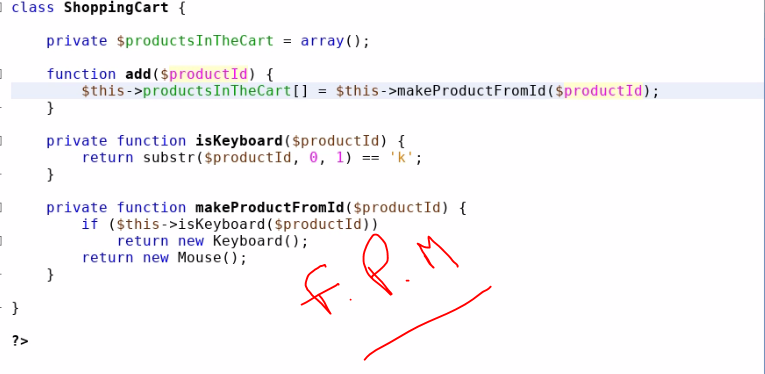 class ShoppingCart {
private $productsInTheCart = array();
function add($productId) {
$this->productsInTheCart[] = $this->makeProductFromId($productId);
}
private function isKeyboard($productId) {
return substr($productId, 0, 1) == 'k';
}
private function makeProductFromId($productId) {
if ($this->isKeyboard($productId))
return new Keyboard();
return new Mouse();
}
F.P.M
}
?>